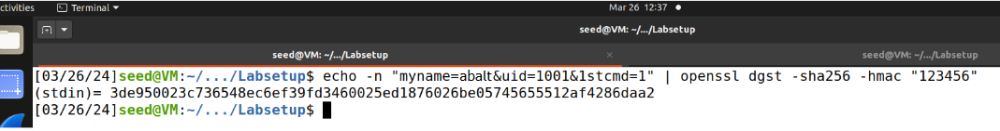 ctivities Terminal Mar 26 12:37
seed@VM: ~/.../Labsetup
seed@VM: ~/.../Labsetup × seed@VM: ~/.../Labsetup
[03/26/24]seed@VM:~/.../Labsetup$ echo -n "myname=abalt&uid=1001&1stcmd=1" | openssl dgst -sha256 -hmac "123456"
(stdin)= 3de950023c736548ec6ef39fd3460025ed1876026be05745655512af4286daa2
[03/26/24]seed@VM:~/.../Labsetup$